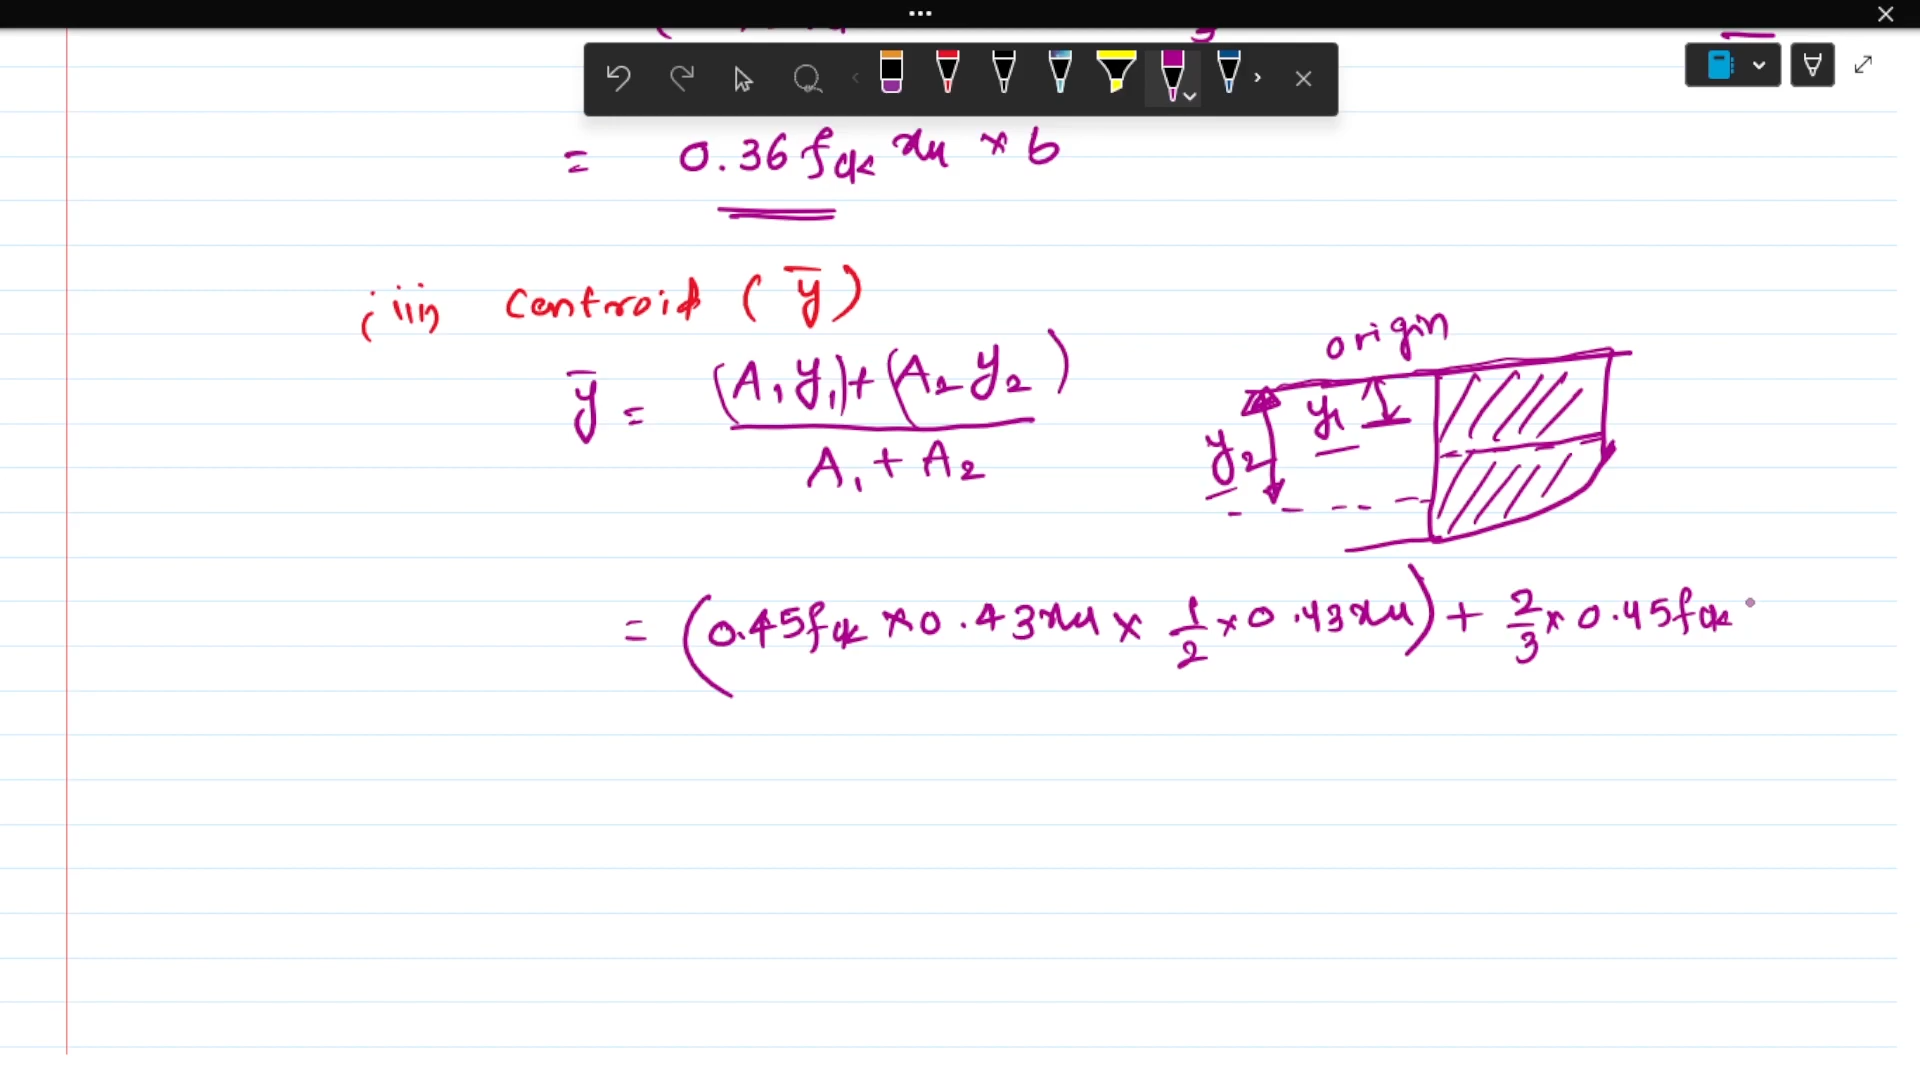 = 0.36 fck xu × b
(iii) Centroid (ȳ)
origin
ȳ = (A₁y₁) + (A₂y₂) / A₁ + A₂
y₁
y₂
= (0.45fck × 0.43xu × 1/2 × 0.43xu) + 2/3 × 0.45fck